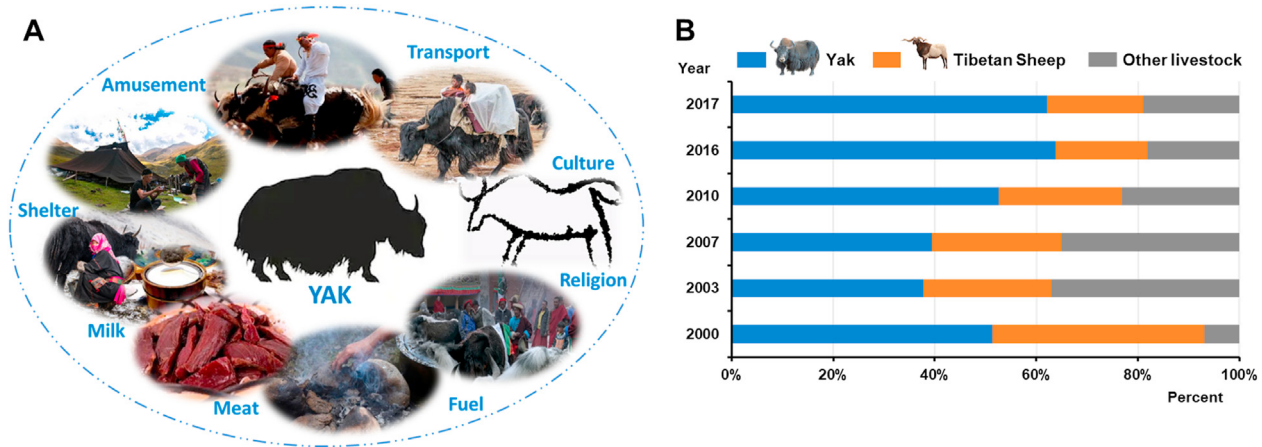 A
Transport
Amusement
Culture
Shelter
YAK
Religion
Milk
Meat
Fuel
B
Yak
Tibetan Sheep
Other livestock
Year
2017
2016
2010
2007
2003
2000
0%
20%
40%
60%
80%
100%
Percent